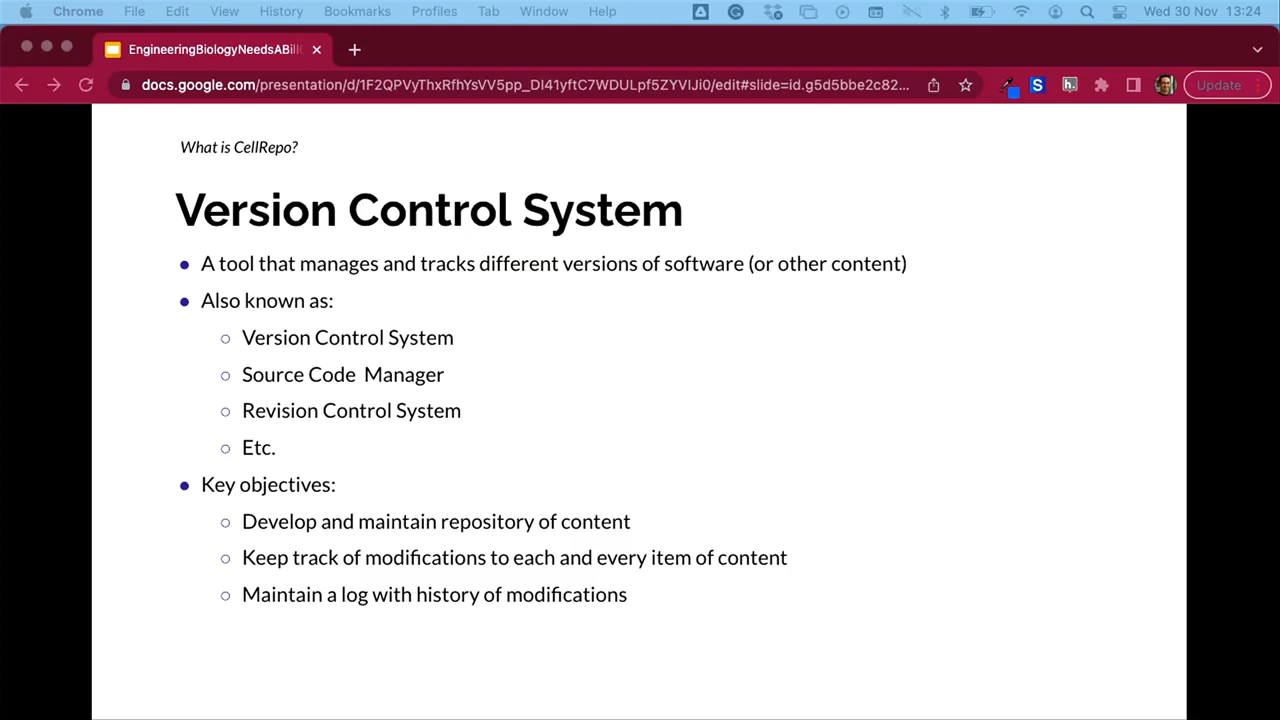 Chrome File Edit View History Bookmarks Profiles Tab Window Help Wed 30 Nov 13:24
EngineeringBiologyNeedsABill
docs.google.com/presentation/d/1F2QPVyThxRfhYsVV5pp_DI41yftC7WDULpf5ZYVIJi0/edit#slide=id.g5d5bbe2c82... Update
What is CellRepo?
Version Control System
● A tool that manages and tracks different versions of software (or other content)
● Also known as:
○ Version Control System
○ Source Code Manager
○ Revision Control System
○ Etc.
● Key objectives:
○ Develop and maintain repository of content
○ Keep track of modifications to each and every item of content
○ Maintain a log with history of modifications